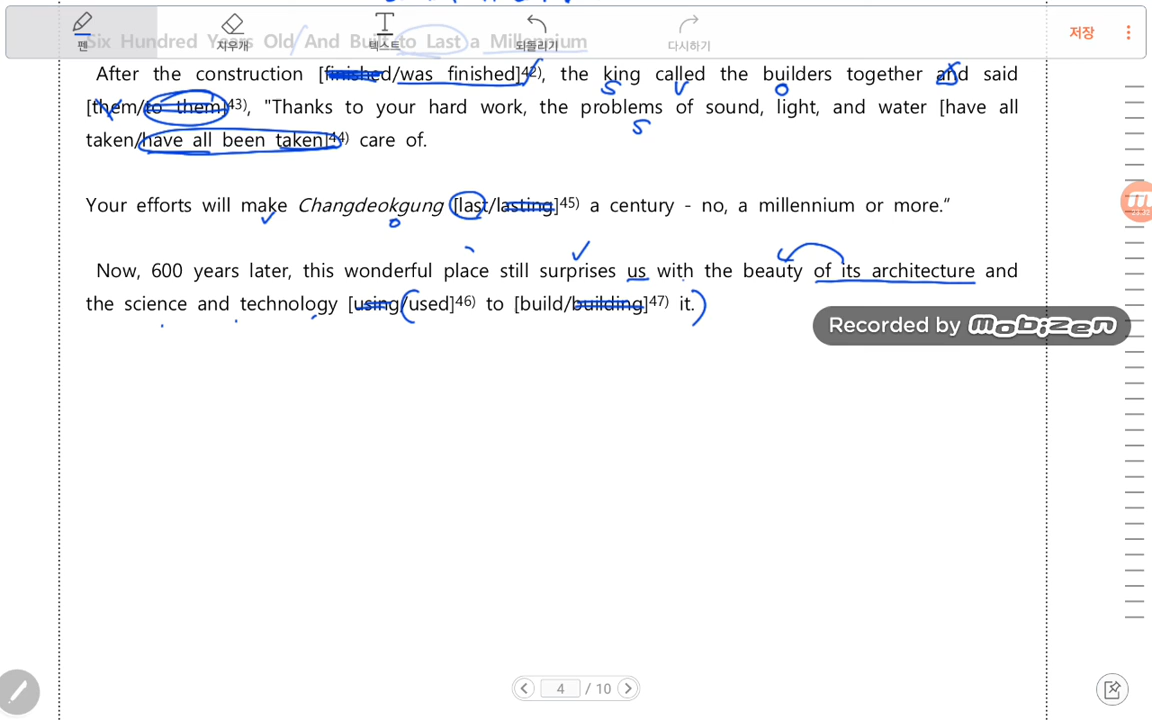 펜 지우개 텍스트 되돌리기 다시하기 저장
Six Hundred Years Old And Built to Last a Millennium
After the construction [finished/was finished]42), the king called the builders together and said
S V O
[them/to them]43), "Thanks to your hard work, the problems of sound, light, and water [have all
S
taken/have all been taken]44) care of.
Your efforts will make Changdeokgung [last/lasting]45) a century - no, a millennium or more."
O
Now, 600 years later, this wonderful place still surprises us with the beauty of its architecture and
the science and technology [using/used]46) to [build/building]47) it.
Recorded by mobizen
4 / 10